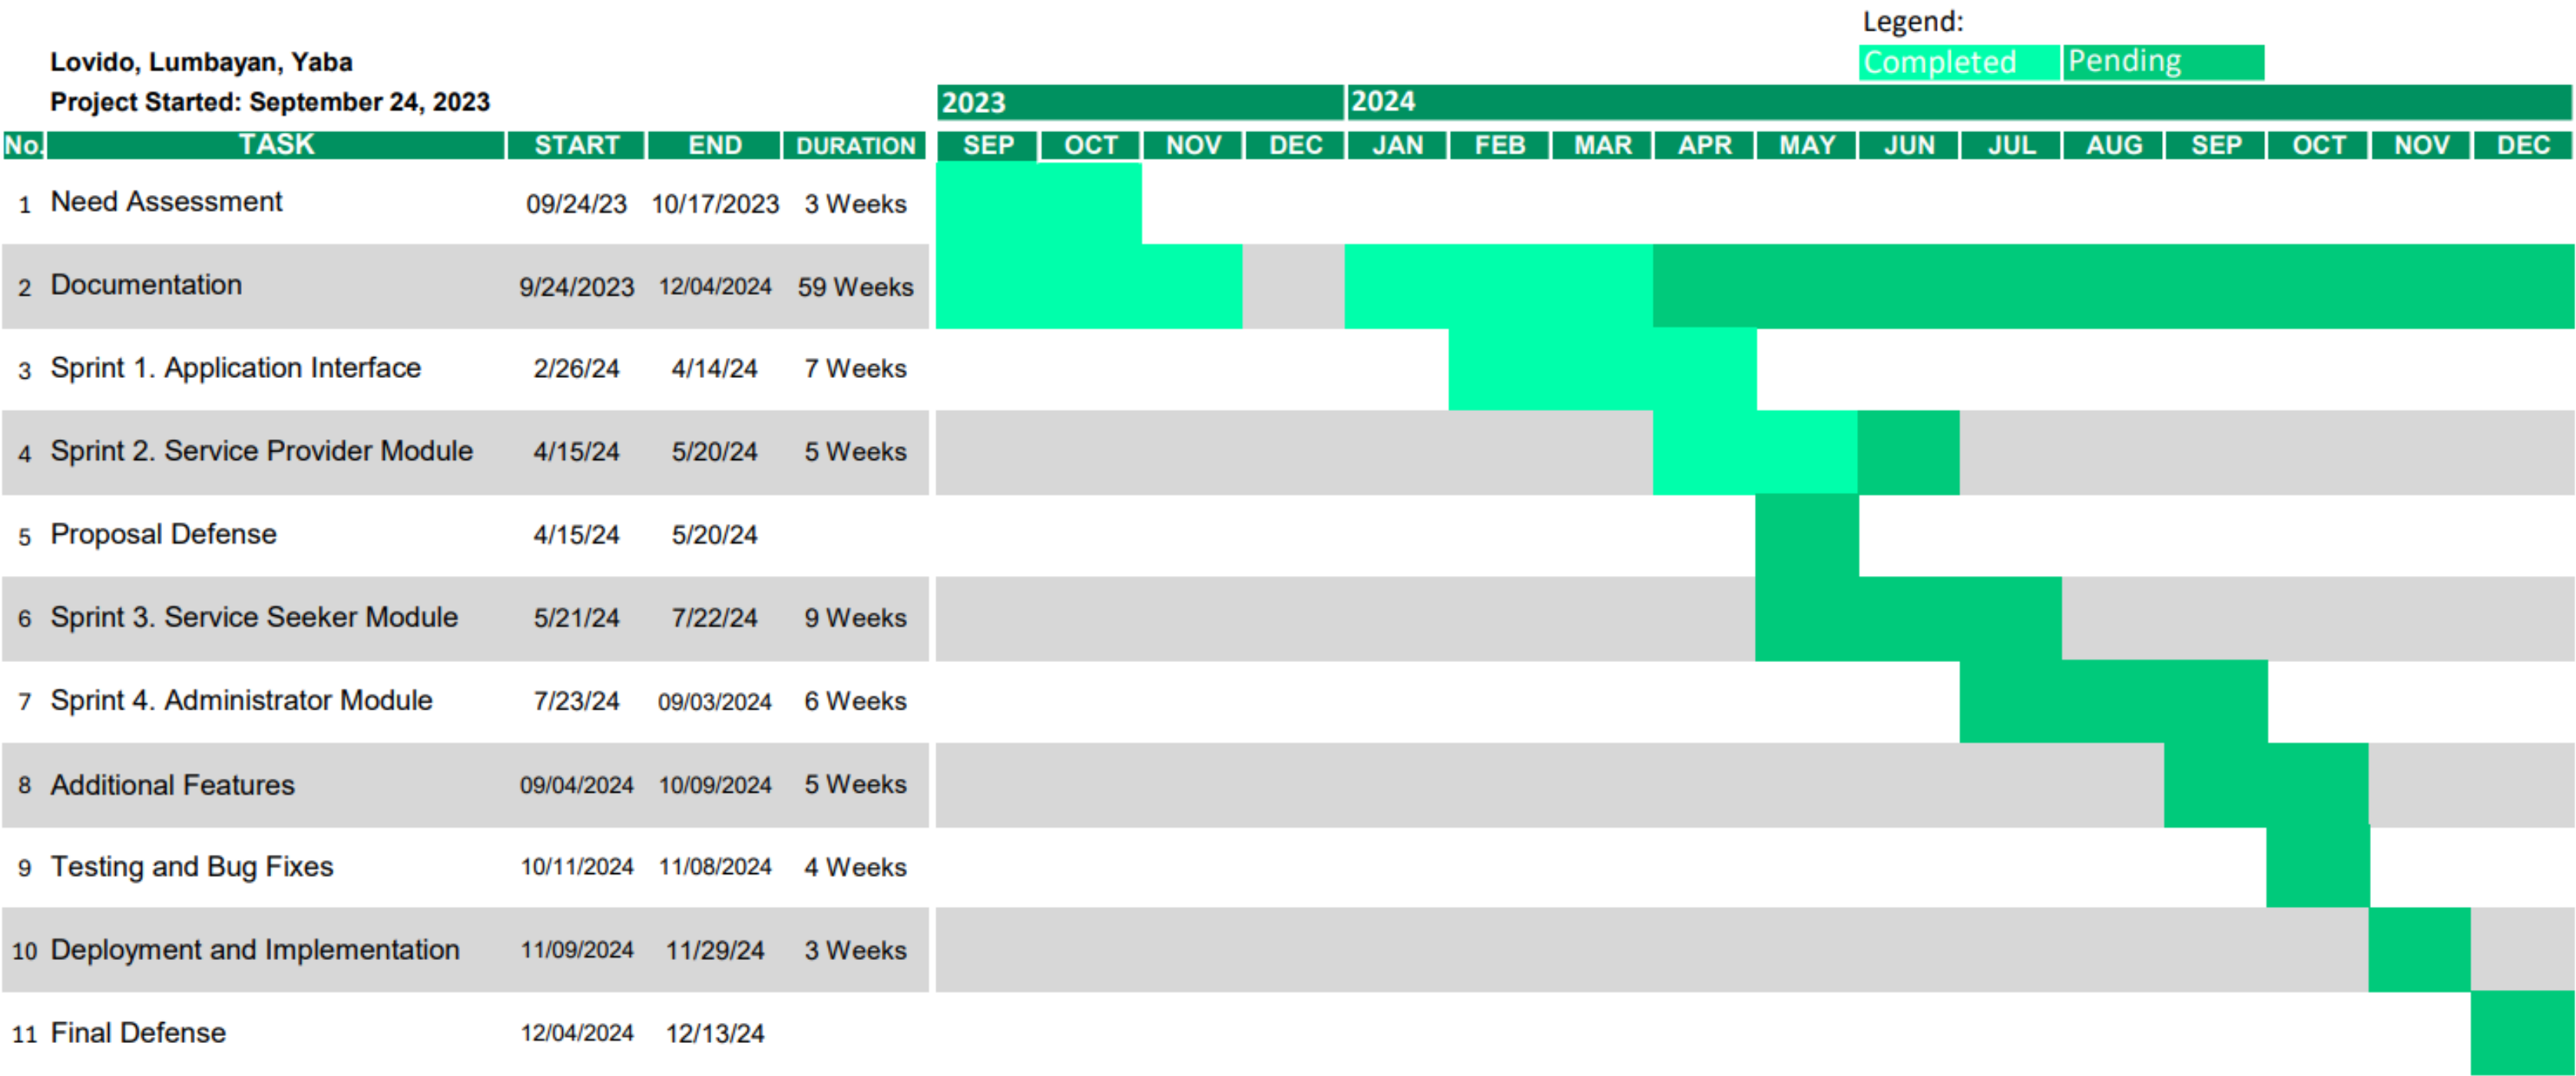 Legend:
Completed Pending
Lovido, Lumbayan, Yaba
Project Started: September 24, 2023
2023 2024
No. TASK START END DURATION SEP OCT NOV DEC JAN FEB MAR APR MAY JUN JUL AUG SEP OCT NOV DEC
1 Need Assessment 09/24/23 10/17/2023 3 Weeks
2 Documentation 9/24/2023 12/04/2024 59 Weeks
3 Sprint 1. Application Interface 2/26/24 4/14/24 7 Weeks
4 Sprint 2. Service Provider Module 4/15/24 5/20/24 5 Weeks
5 Proposal Defense 4/15/24 5/20/24
6 Sprint 3. Service Seeker Module 5/21/24 7/22/24 9 Weeks
7 Sprint 4. Administrator Module 7/23/24 09/03/2024 6 Weeks
8 Additional Features 09/04/2024 10/09/2024 5 Weeks
9 Testing and Bug Fixes 10/11/2024 11/08/2024 4 Weeks
10 Deployment and Implementation 11/09/2024 11/29/24 3 Weeks
11 Final Defense 12/04/2024 12/13/24